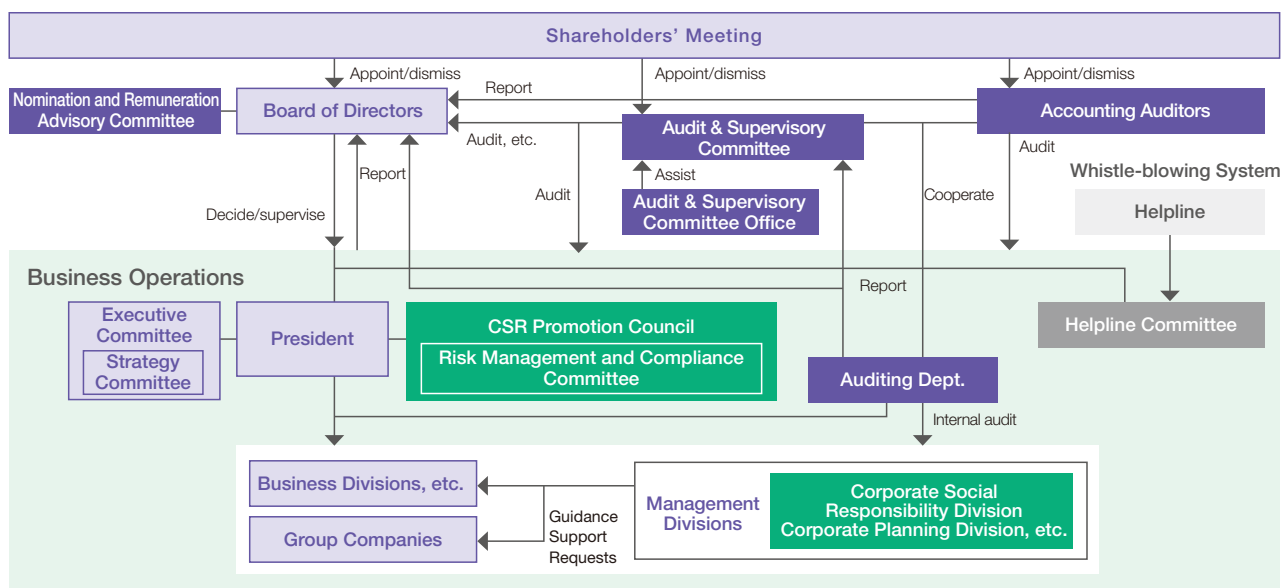 Shareholders’ Meeting
Appoint/dismiss
Appoint/dismiss
Appoint/dismiss
Nomination and Remuneration
Advisory Committee
Board of Directors
Report
Accounting Auditors
Audit, etc.
Audit & Supervisory
Committee
Audit
Report
Assist
Whistle-blowing System
Decide/supervise
Audit
Audit & Supervisory
Committee Office
Cooperate
Helpline
Business Operations
Report
Executive
Committee
Strategy
Committee
President
CSR Promotion Council
Risk Management and Compliance
Committee
Helpline Committee
Auditing Dept.
Internal audit
Business Divisions, etc.
Group Companies
Guidance
Support
Requests
Management
Divisions
Corporate Social
Responsibility Division
Corporate Planning Division, etc.